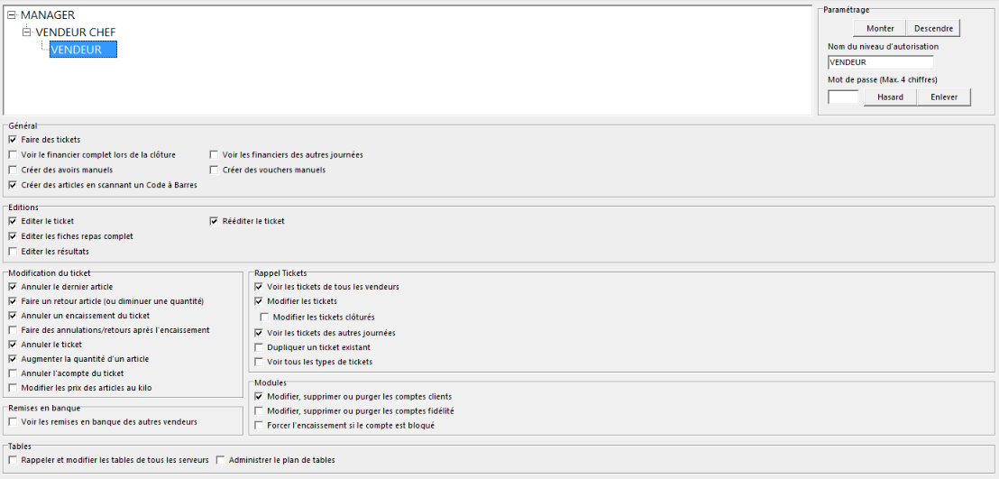 MANAGER
VENDEUR CHEF
VENDEUR
Paramétrage
Monter Descendre
Nom du niveau d'autorisation
VENDEUR
Mot de passe (Max. 4 chiffres)
Hasard Enlever
Général
Faire des tickets
Voir le financier complet lors de la clôture Voir les financiers des autres journées
Créer des avoirs manuels Créer des vouchers manuels
Créer des articles en scannant un Code à Barres
Editions
Editer le ticket Rééditer le ticket
Editer les fiches repas complet
Editer les résultats
Modification du ticket
Annuler le dernier article
Faire un retour article (ou diminuer une quantité)
Annuler un encaissement du ticket
Faire des annulations/retours après l'encaissement
Annuler le ticket
Augmenter la quantité d'un article
Annuler l'acompte du ticket
Modifier les prix des articles au kilo
Remises en banque
Voir les remises en banque des autres vendeurs
Rappel Tickets
Voir les tickets de tous les vendeurs
Modifier les tickets
Modifier les tickets clôturés
Voir les tickets des autres journées
Dupliquer un ticket existant
Voir tous les types de tickets
Modules
Modifier, supprimer ou purger les comptes clients
Modifier, supprimer ou purger les comptes fidélité
Forcer l'encaissement si le compte est bloqué
Tables
Rappeler et modifier les tables de tous les serveurs Administrer le plan de tables